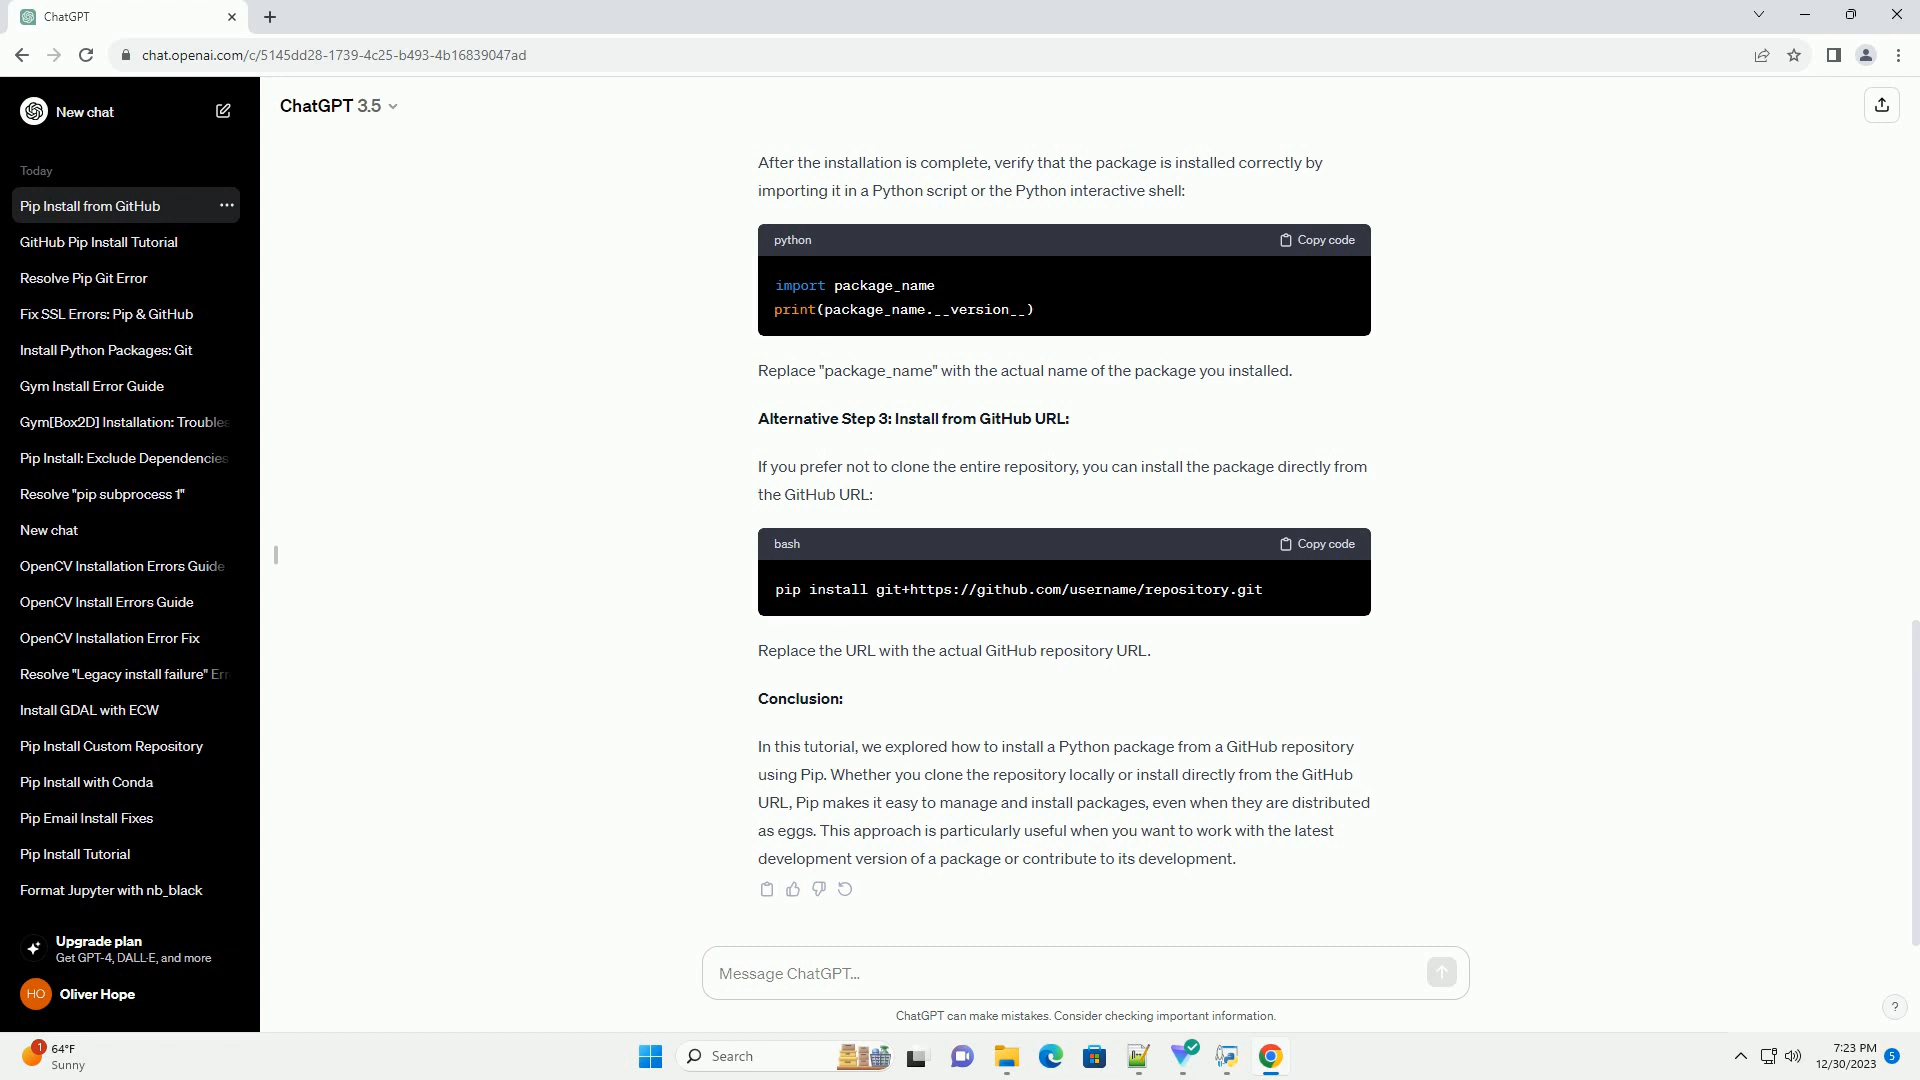 ChatGPT
chat.openai.com/c/5145dd28-1739-4c25-b493-4b16839047ad
New chat
Today
Pip Install from GitHub
GitHub Pip Install Tutorial
Resolve Pip Git Error
Fix SSL Errors: Pip & GitHub
Install Python Packages: Git
Gym Install Error Guide
Gym[Box2D] Installation: Troubles
Pip Install: Exclude Dependencies
Resolve "pip subprocess 1"
New chat
OpenCV Installation Errors Guide
OpenCV Install Errors Guide
OpenCV Installation Error Fix
Resolve "Legacy install failure" Err
Install GDAL with ECW
Pip Install Custom Repository
Pip Install with Conda
Pip Email Install Fixes
Pip Install Tutorial
Format Jupyter with nb_black
Upgrade plan
Get GPT-4, DALL·E, and more
HO Oliver Hope
ChatGPT 3.5
After the installation is complete, verify that the package is installed correctly by
importing it in a Python script or the Python interactive shell:
python Copy code
import package_name
print(package_name.__version__)
Replace "package_name" with the actual name of the package you installed.
Alternative Step 3: Install from GitHub URL:
If you prefer not to clone the entire repository, you can install the package directly from
the GitHub URL:
bash Copy code
pip install git+https://github.com/username/repository.git
Replace the URL with the actual GitHub repository URL.
Conclusion:
In this tutorial, we explored how to install a Python package from a GitHub repository
using Pip. Whether you clone the repository locally or install directly from the GitHub
URL, Pip makes it easy to manage and install packages, even when they are distributed
as eggs. This approach is particularly useful when you want to work with the latest
development version of a package or contribute to its development.
Message ChatGPT...
ChatGPT can make mistakes. Consider checking important information.
?
1 64°F
Sunny
Search
7:23 PM
12/30/2023
5